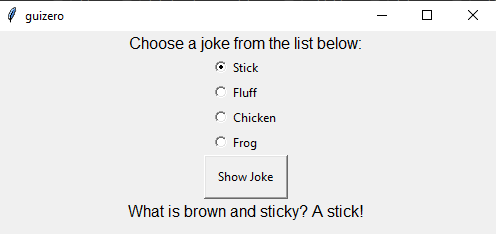 guizero
Choose a joke from the list below:
Stick
Fluff
Chicken
Frog
Show Joke
What is brown and sticky? A stick!